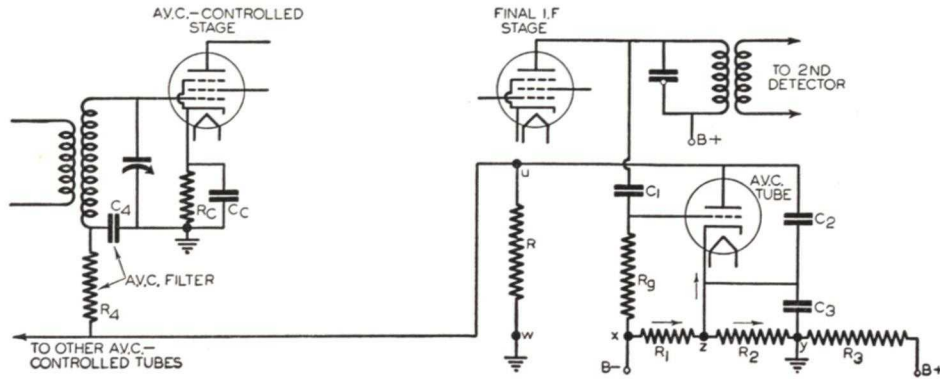 A.V.C.-CONTROLLED
STAGE
FINAL I.F
STAGE
TO 2ND
DETECTOR
B+
u
A.V.C.
TUBE
C1
C2
C4
RC
CC
R
Rg
A.V.C. FILTER
R4
C3
w
x
R1
z
R2
y
R3
TO OTHER A.V.C.-
CONTROLLED TUBES
B-
B+